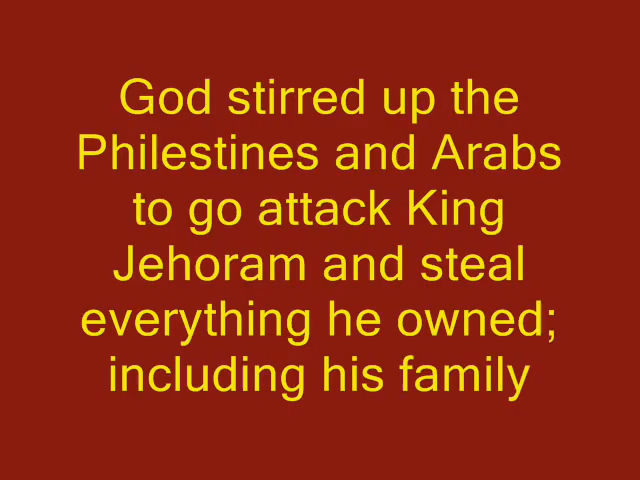 God stirred up the
Philestines and Arabs
to go attack King
Jehoram and steal
everything he owned;
including his family